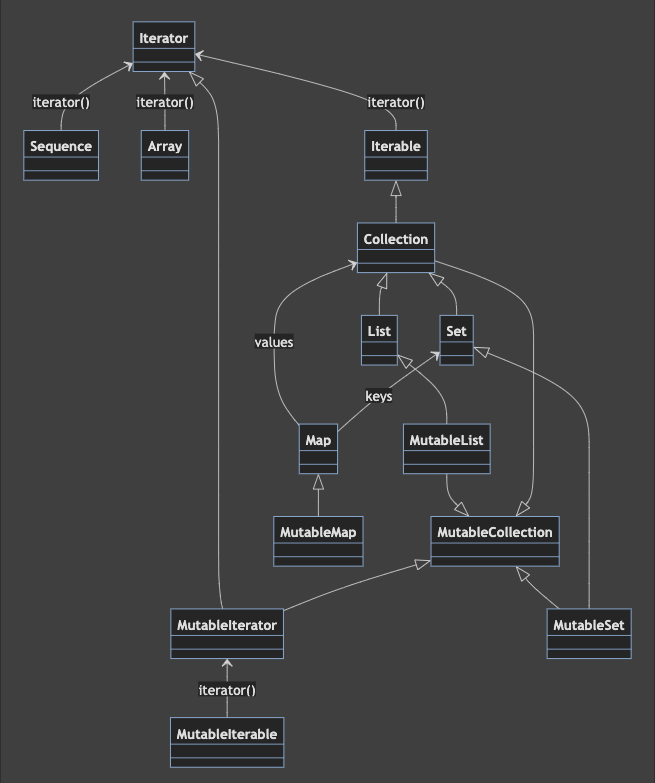 Iterator
iterator()
iterator()
iterator()
Sequence
Array
Iterable
Collection
List
Set
values
keys
Map
MutableList
MutableMap
MutableCollection
MutableIterator
MutableSet
iterator()
MutableIterable